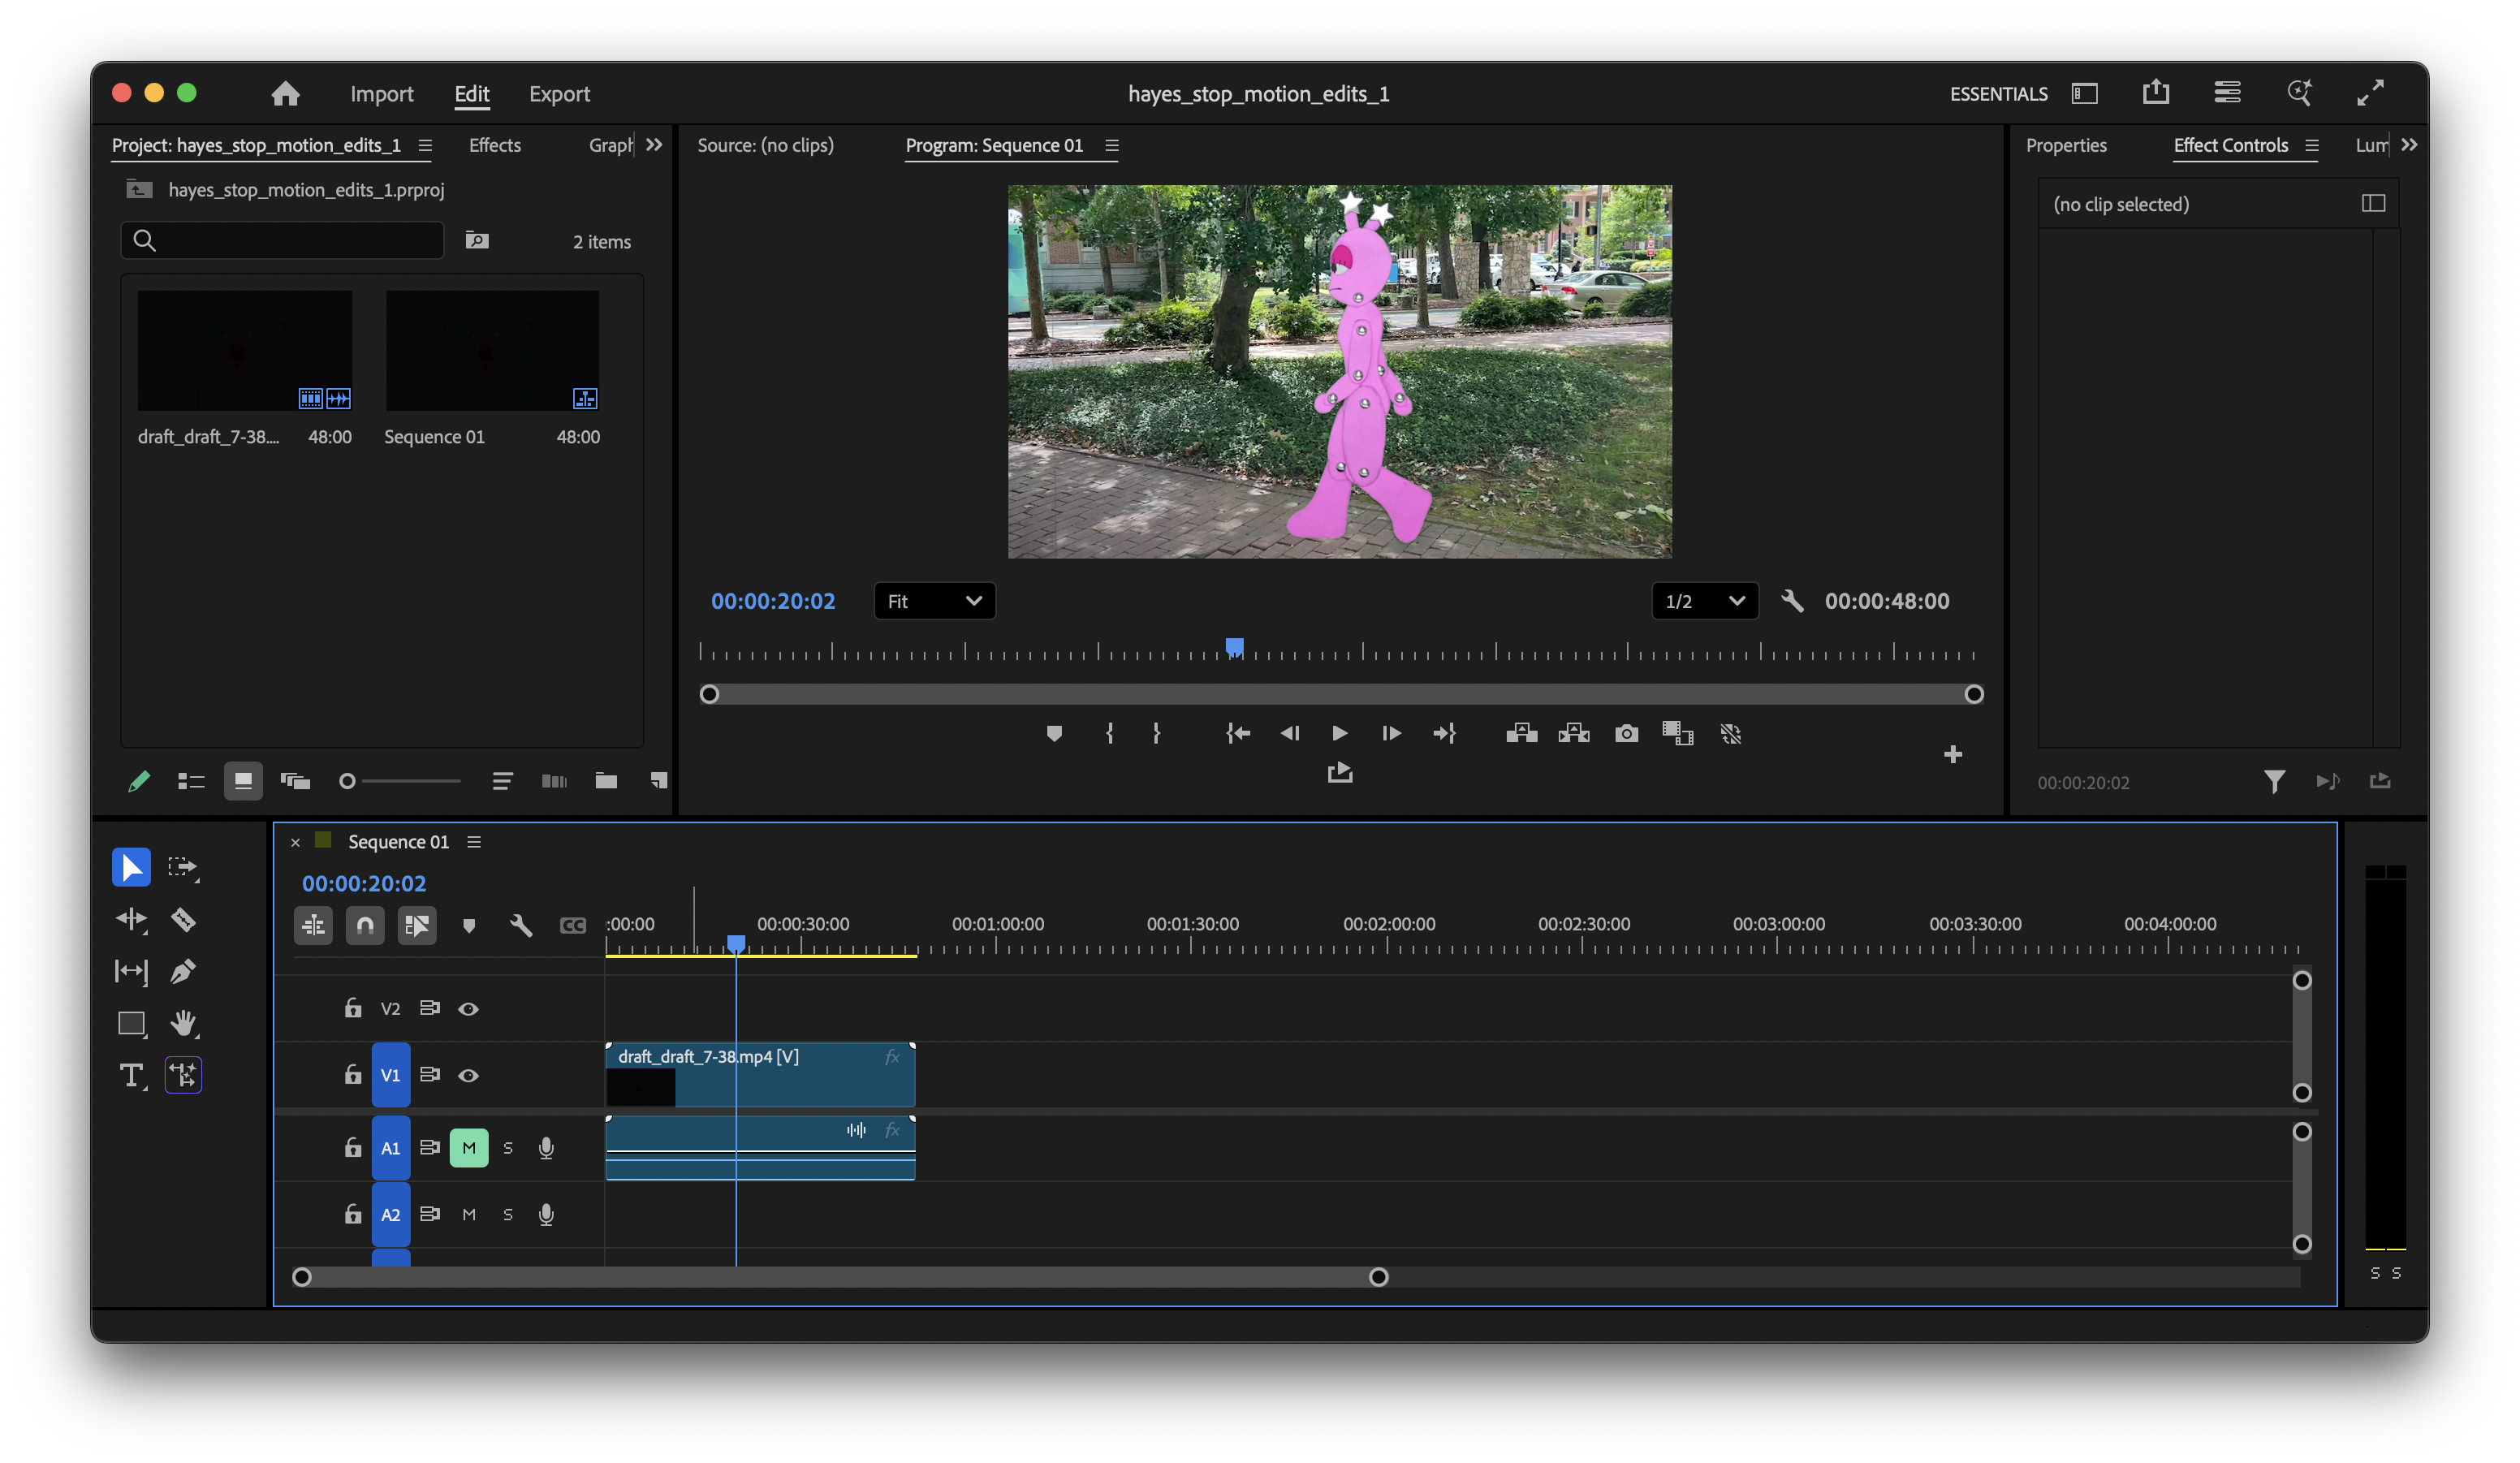 Import Edit Export hayes_stop_motion_edits_1 ESSENTIALS
Project: hayes_stop_motion_edits_1 Effects Graph
hayes_stop_motion_edits_1.prproj
2 items
draft_draft_7-38.... 48:00 Sequence 01 48:00
Source: (no clips) Program: Sequence 01
00:00:20:02 Fit 1/2 00:00:48:00
Properties Effect Controls Lum
(no clip selected)
00:00:20:02
× Sequence 01
00:00:20:02
CC :00:00 00:00:30:00 00:01:00:00 00:01:30:00 00:02:00:00 00:02:30:00 00:03:00:00 00:03:30:00 00:04:00:00
V2
draft_draft_7-38.mp4 [V] fx
V1
fx
A1 M S
A2 M S
T
S S